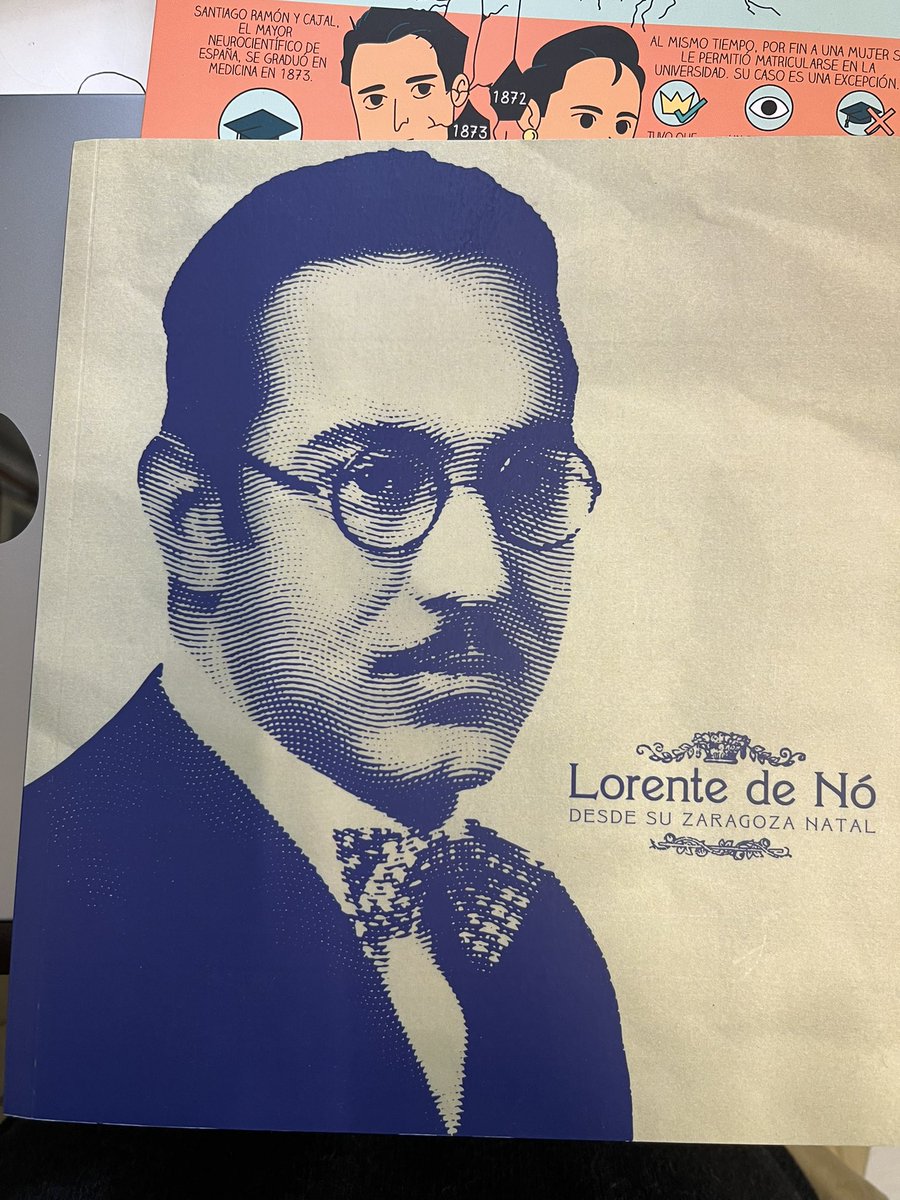 SANTIAGO RAMÓN Y CAJAL,
EL MAYOR
NEUROCIENTÍFICO DE
ESPAÑA, SE GRADUÓ EN
MEDICINA EN 1873.
1872
1873
AL MISMO TIEMPO, POR FIN A UNA MUJER S
LE PERMITIÓ MATRICULARSE EN LA
UNIVERSIDAD. SU CASO ES UNA EXCEPCIÓN.
TUVO QUE
Lorente de Nó
DESDE SU ZARAGOZA NATAL